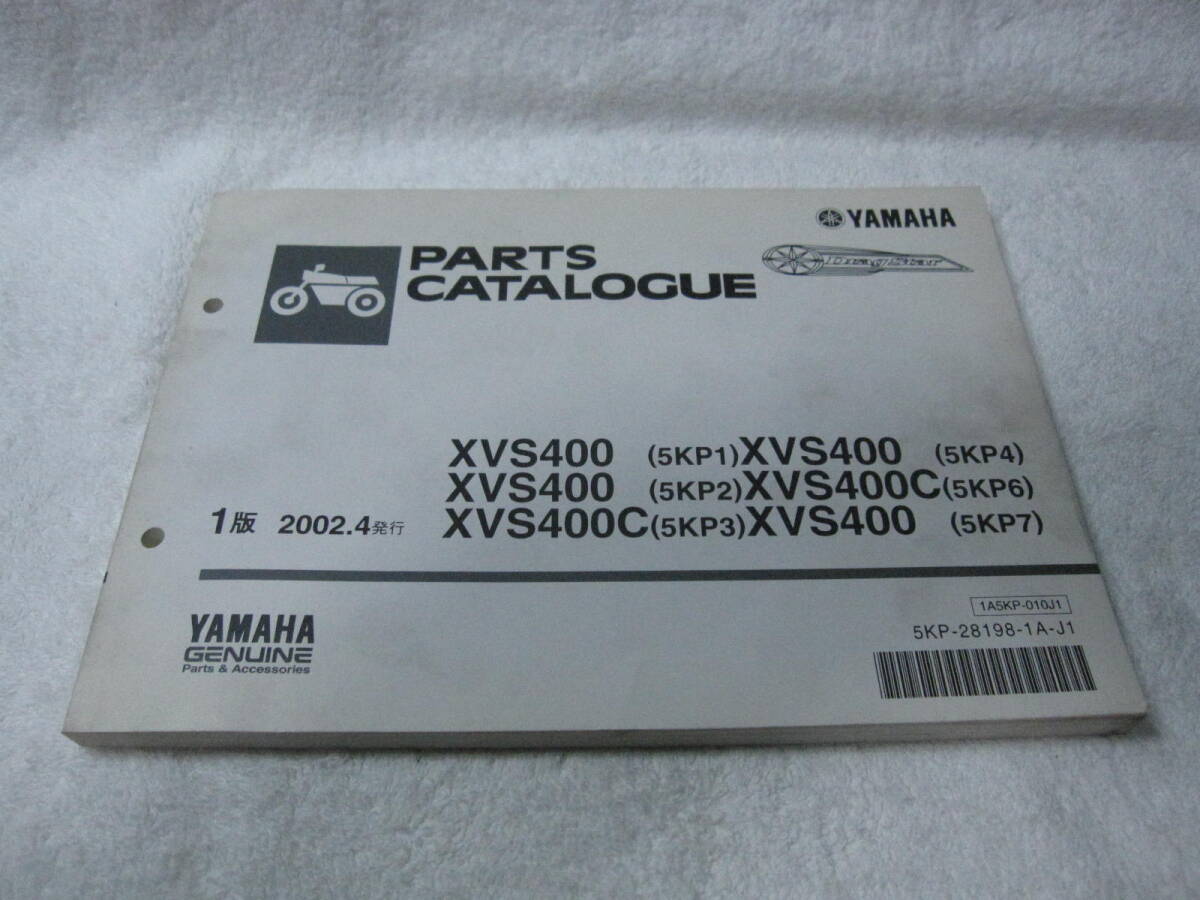 YAMAHA
PARTS
CATALOGUE
DragStar
XVS400 (5KP1) XVS400 (5KP4)
XVS400 (5KP2) XVS400C (5KP6)
1版 2002.4発行 XVS400C (5KP3) XVS400 (5KP7)
YAMAHA
GENUINE
Parts & Accessories
1A5KP-010J1
5KP-28198-1A-J1